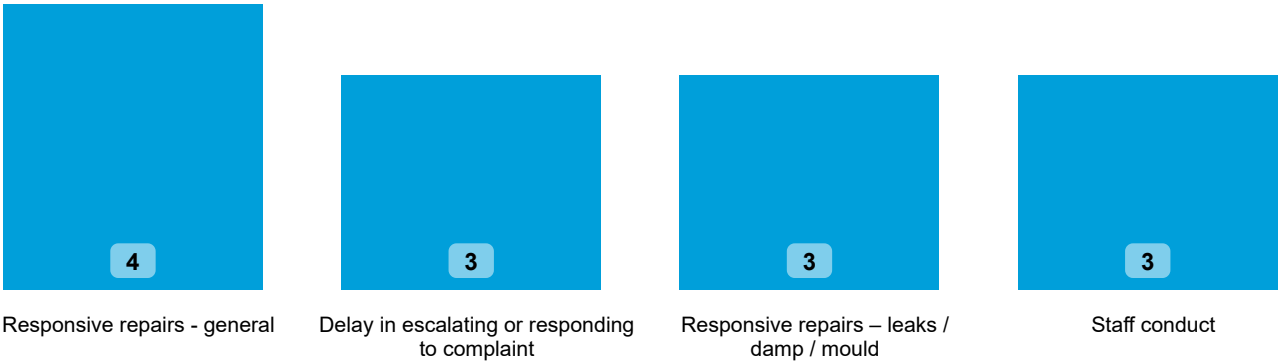 4
3
3
3
Responsive repairs - general
Delay in escalating or responding
to complaint
Responsive repairs – leaks /
damp / mould
Staff conduct